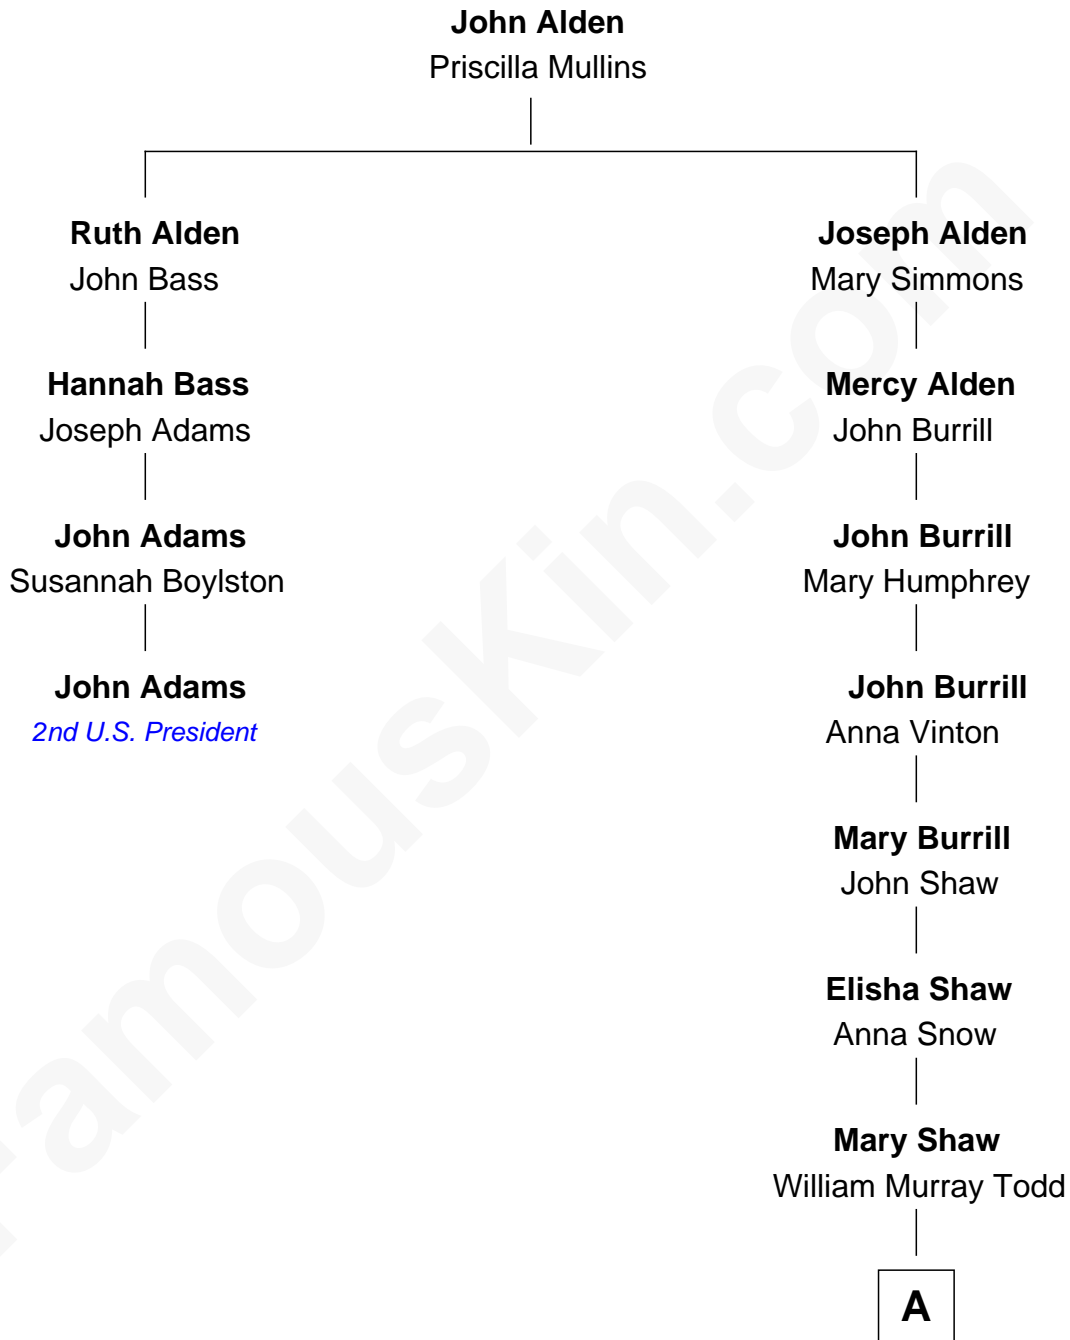 John Alden
Priscilla Mullins
Ruth Alden
John Bass
Joseph Alden
Mary Simmons
Hannah Bass
Joseph Adams
Mercy Alden
John Burrill
John Adams
Susannah Boylston
John Burrill
Mary Humphrey
John Adams
2nd U.S. President
John Burrill
Anna Vinton
Mary Burrill
John Shaw
Elisha Shaw
Anna Snow
Mary Shaw
William Murray Todd
A
FamousKin.com